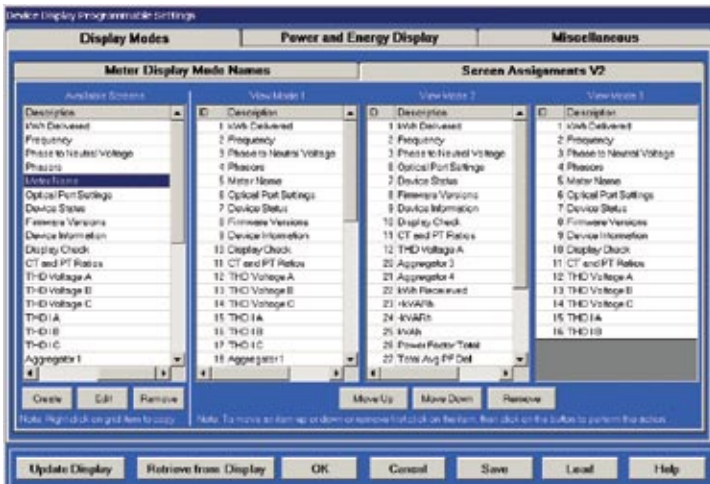 Device Display Programmable Settings
Display Modes
Power and Energy Display
Miscellaneous
Meter Display Mode Names
Screen Assignments V2
Available Screens
Description
kWh Delivered
Frequency
Phase to Neutral Voltage
Phasors
Meter Name
Optical Port Settings
Device Status
Firmware Versions
Device Information
Display Check
CT and PT Ratios
THD Voltage A
THD Voltage B
THD Voltage C
THD I A
THD I B
THD I C
Aggregator 1
View Mode 1
ID Description
1 kWh Delivered
2 Frequency
3 Phase to Neutral Voltage
4 Phasors
5 Meter Name
6 Optical Port Settings
7 Device Status
8 Firmware Versions
9 Device Information
10 Display Check
11 CT and PT Ratios
12 THD Voltage A
13 THD Voltage B
14 THD Voltage C
15 THD I A
16 THD I B
17 THD I C
18 Aggregator 1
View Mode 2
ID Description
1 kWh Delivered
2 Frequency
3 Phase to Neutral Voltage
6 Optical Port Settings
7 Device Status
8 Firmware Versions
9 Device Information
10 Display Check
11 CT and PT Ratios
12 THD Voltage A
20 Aggregator 3
21 Aggregator 4
22 kWh Received
23 +kVARh
24 -kVARh
25 kVAh
26 Power Factor Total
27 Total Avg PF Del
View Mode 3
ID Description
1 kWh Delivered
2 Frequency
3 Phase to Neutral Voltage
4 Phasors
5 Meter Name
6 Optical Port Settings
7 Device Status
8 Firmware Versions
9 Device Information
10 Display Check
11 CT and PT Ratios
12 THD Voltage A
13 THD Voltage B
14 THD Voltage C
15 THD I A
16 THD I B
Create
Edit
Remove
Move Up
Move Down
Remove
Note: Right click on grid item to copy
Note: To move an item up or down or remove first click on the item, then click on the button to perform the action.
Update Display
Retrieve from Display
OK
Cancel
Save
Load
Help